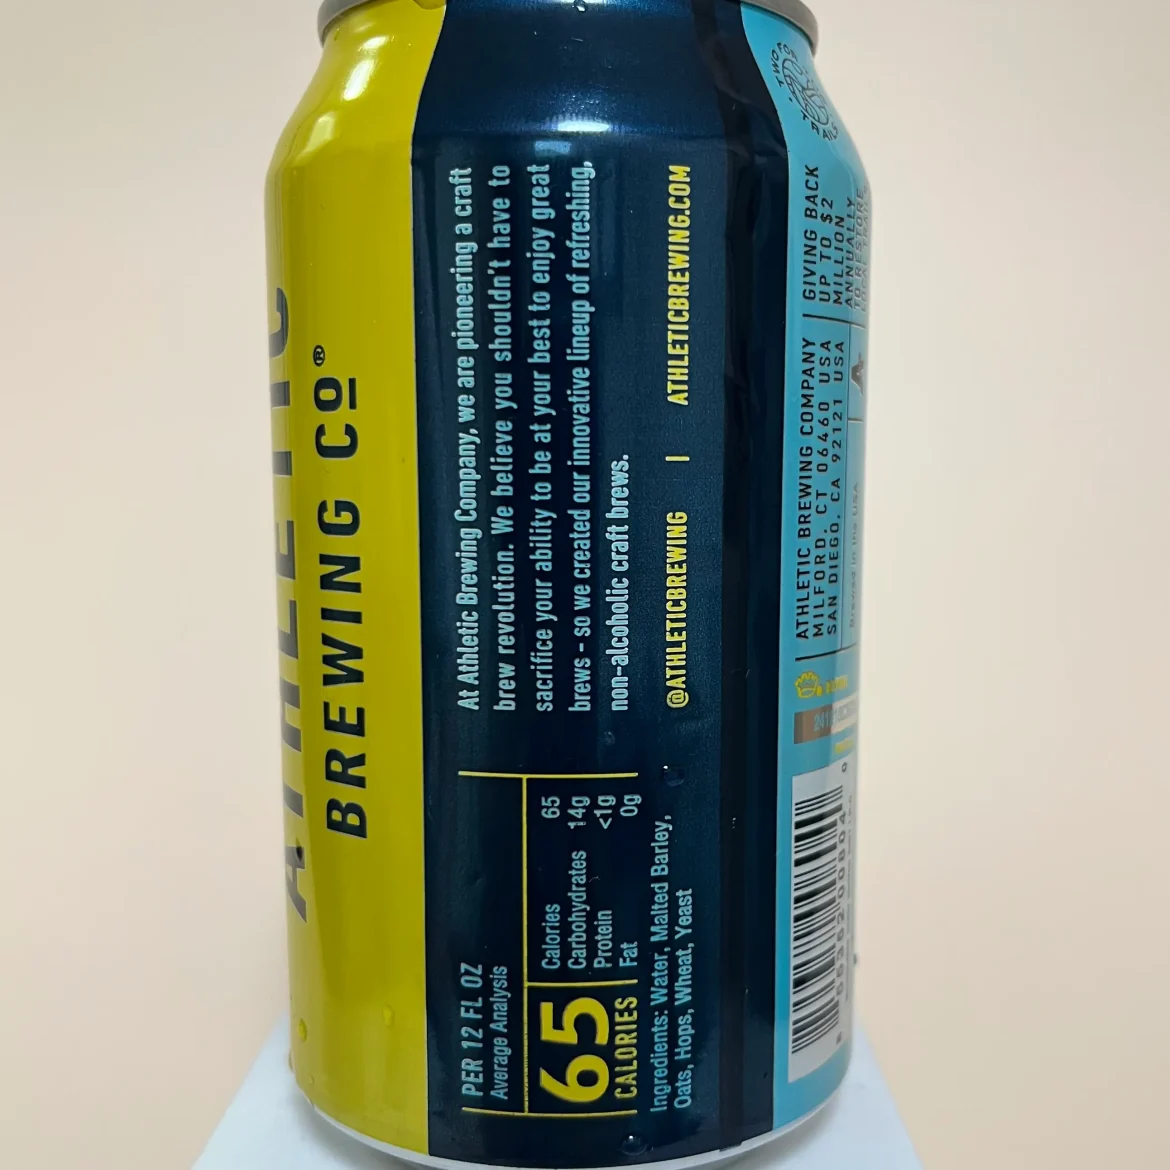 ATHLETIC
BREWING CO®
At Athletic Brewing Company, we are pioneering a craft
brew revolution. We believe you shouldn't have to
sacrifice your ability to be at your best to enjoy great
brews – so we created our innovative lineup of refreshing,
non-alcoholic craft brews.
@ATHLETICBREWING | ATHLETICBREWING.COM
PER 12 FL OZ
Average Analysis
65
CALORIES
Calories 65
Carbohydrates 14g
Protein <1g
Fat 0g
Ingredients: Water, Malted Barley,
Oats, Hops, Wheat, Yeast
TWO FOR
GIVING BACK
UP TO $2
MILLION
ANNUALLY
TO RESTORE
ATHLETIC BREWING COMPANY
MILFORD, CT 06460 USA
SAN DIEGO, CA 92121 USA
Brewed in the USA